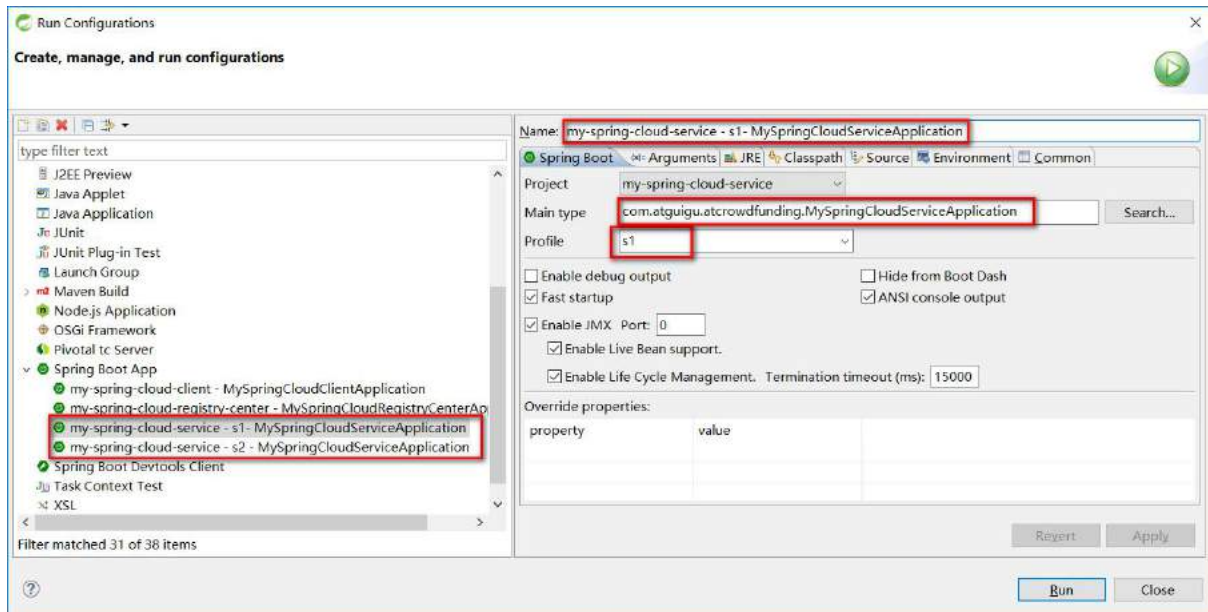 Run Configurations
Create, manage, and run configurations
type filter text
J2EE Preview
Java Applet
Java Application
JUnit
JUnit Plug-in Test
Launch Group
Maven Build
Node.js Application
OSGi Framework
Pivotal tc Server
Spring Boot App
my-spring-cloud-client - MySpringCloudClientApplication
my-spring-cloud-registry-center - MySpringCloudRegistryCenterAp
my-spring-cloud-service - s1- MySpringCloudServiceApplication
my-spring-cloud-service - s2 - MySpringCloudServiceApplication
Spring Boot Devtools Client
Task Context Test
XSL
Filter matched 31 of 38 items
Name: my-spring-cloud-service - s1- MySpringCloudServiceApplication
Spring Boot Arguments JRE Classpath Source Environment Common
Project my-spring-cloud-service
Main type com.atguigu.atcrowdfunding.MySpringCloudServiceApplication Search...
Profile s1
Enable debug output Hide from Boot Dash
Fast startup ANSI console output
Enable JMX Port: 0
Enable Live Bean support.
Enable Life Cycle Management. Termination timeout (ms): 15000
Override properties:
property value
Revert Apply
Run Close